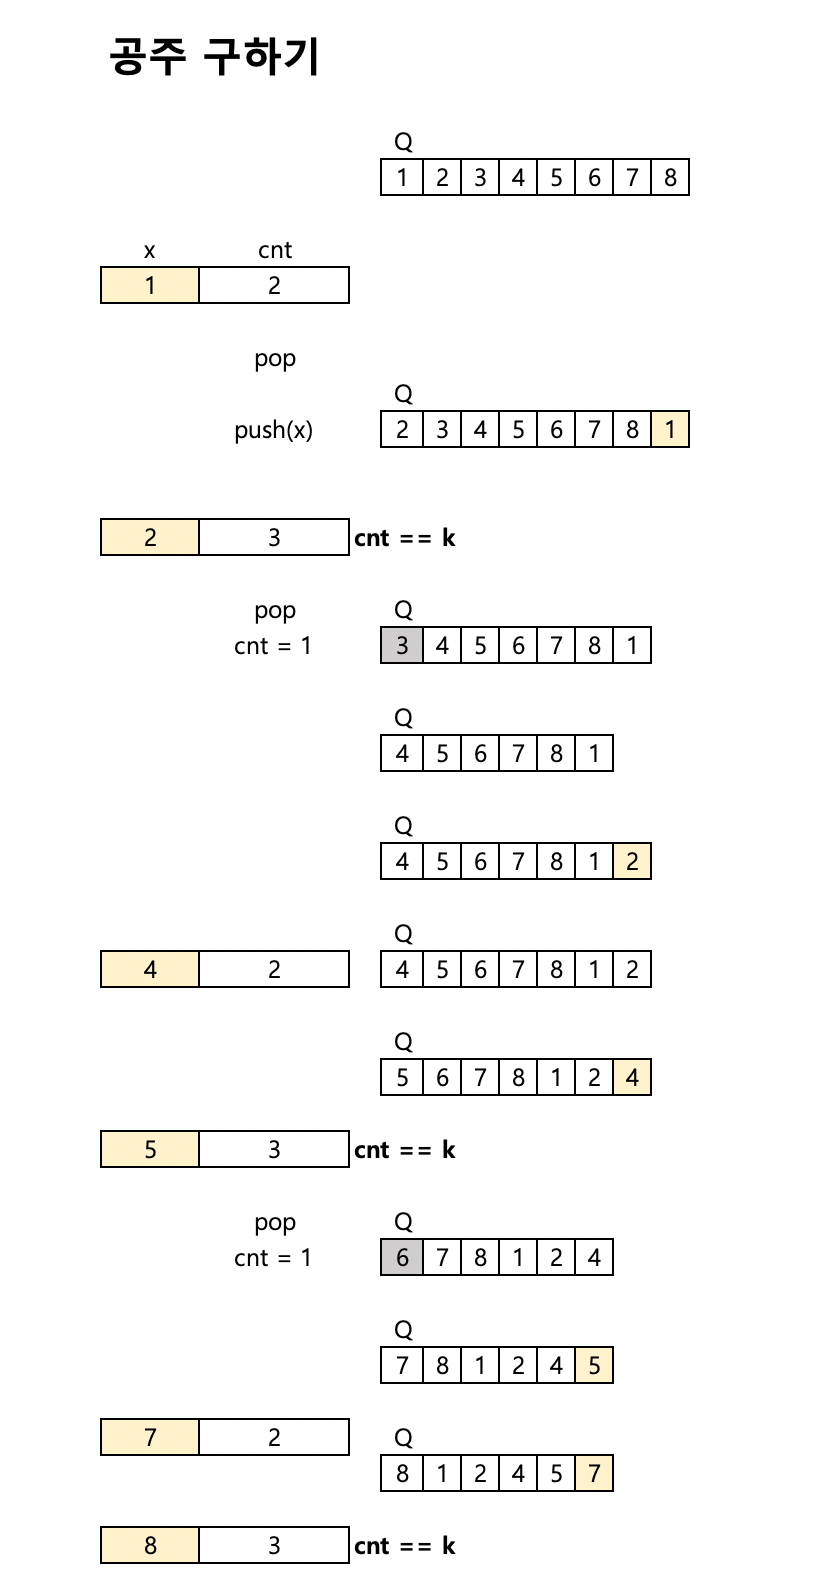 공주 구하기
Q
1 2 3 4 5 6 7 8
x cnt
1 2
pop
Q
push(x) 2 3 4 5 6 7 8 1
2 3 cnt == k
pop Q
cnt = 1 3 4 5 6 7 8 1
Q
4 5 6 7 8 1
Q
4 5 6 7 8 1 2
Q
4 2 4 5 6 7 8 1 2
Q
5 6 7 8 1 2 4
5 3 cnt == k
pop Q
cnt = 1 6 7 8 1 2 4
Q
7 8 1 2 4 5
7 2 Q
8 1 2 4 5 7
8 3 cnt == k